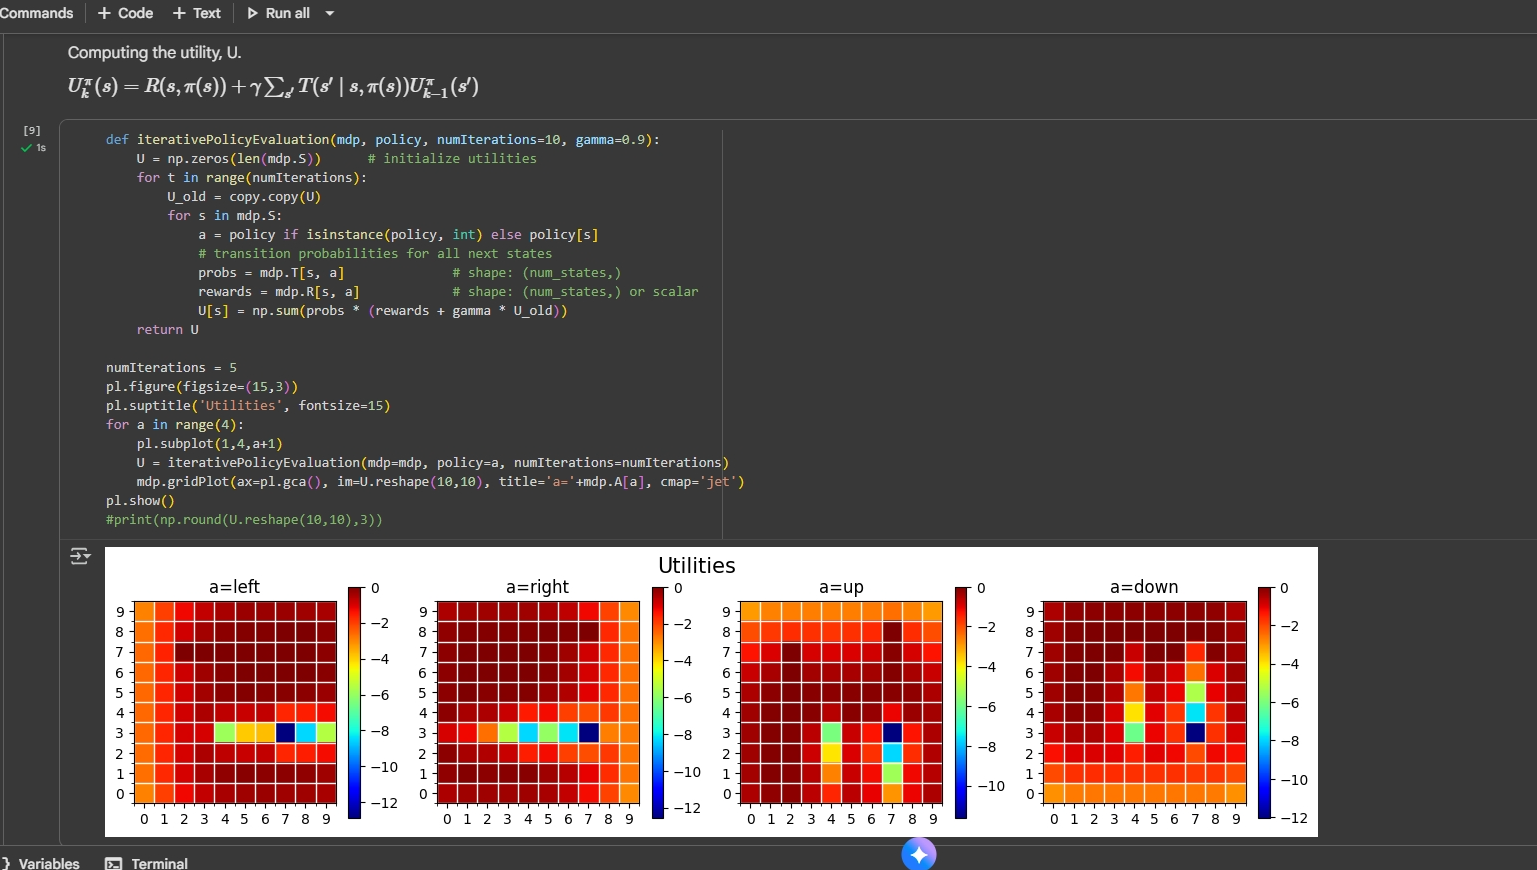 Commands + Code + Text Run all
Computing the utility, U.
U_k^π(s) = R(s, π(s)) + γ∑_{s'} T(s' | s, π(s))U_{k−1}^π(s')
[9]
1s
def iterativePolicyEvaluation(mdp, policy, numIterations=10, gamma=0.9):
    U = np.zeros(len(mdp.S))      # initialize utilities
    for t in range(numIterations):
        U_old = copy.copy(U)
        for s in mdp.S:
            a = policy if isinstance(policy, int) else policy[s]
            # transition probabilities for all next states
            probs = mdp.T[s, a]              # shape: (num_states,)
            rewards = mdp.R[s, a]            # shape: (num_states,) or scalar
            U[s] = np.sum(probs * (rewards + gamma * U_old))
    return U
numIterations = 5
pl.figure(figsize=(15,3))
pl.suptitle('Utilities', fontsize=15)
for a in range(4):
    pl.subplot(1,4,a+1)
    U = iterativePolicyEvaluation(mdp=mdp, policy=a, numIterations=numIterations)
    mdp.gridPlot(ax=pl.gca(), im=U.reshape(10,10), title='a='+mdp.A[a], cmap='jet')
pl.show()
#print(np.round(U.reshape(10,10),3))
Utilities
a=left
9
8
7
6
5
4
3
2
1
0
0 1 2 3 4 5 6 7 8 9
0
−2
−4
−6
−8
−10
−12
a=right
9
8
7
6
5
4
3
2
1
0
0 1 2 3 4 5 6 7 8 9
0
−2
−4
−6
−8
−10
−12
a=up
9
8
7
6
5
4
3
2
1
0
0 1 2 3 4 5 6 7 8 9
0
−2
−4
−6
−8
−10
a=down
9
8
7
6
5
4
3
2
1
0
0 1 2 3 4 5 6 7 8 9
0
−2
−4
−6
−8
−10
−12
} Variables Terminal